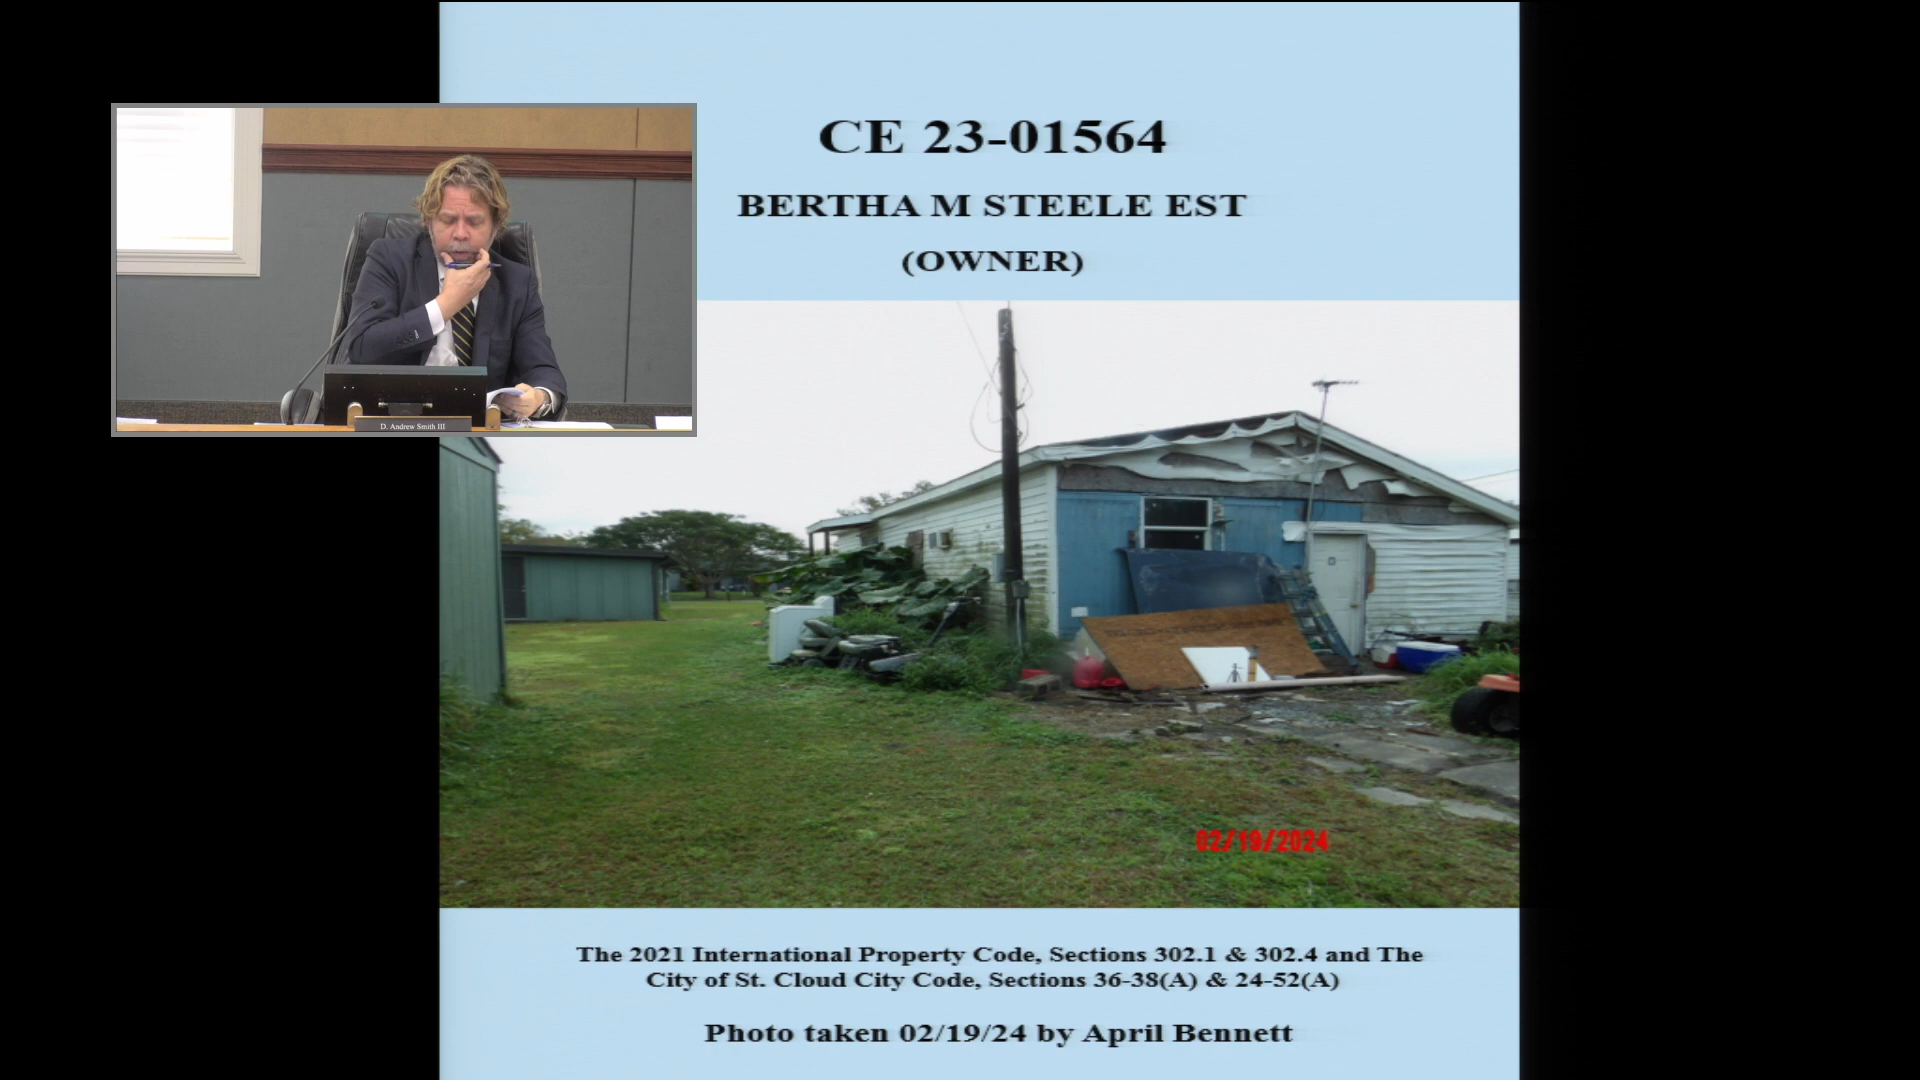 CE 23-01564
BERTHA M STEELE EST
(OWNER)
D. Andrew Smith III
02/19/2024
The 2021 International Property Code, Sections 302.1 & 302.4 and The
City of St. Cloud City Code, Sections 36-38(A) & 24-52(A)
Photo taken 02/19/24 by April Bennett